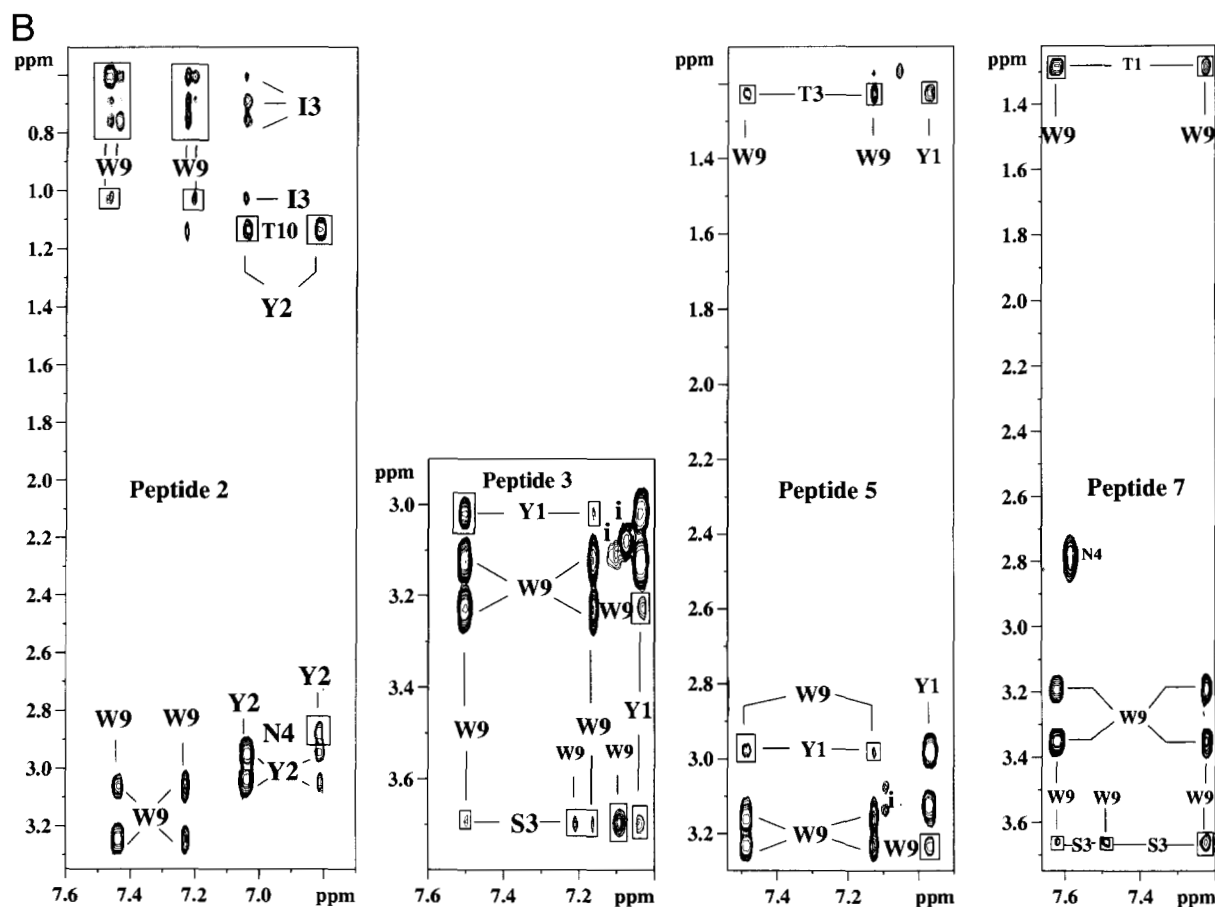 B
ppm
0.8
1.0
1.2
1.4
1.6
1.8
2.0
2.2
2.4
2.6
2.8
3.0
3.2
W9 W9
I3
I3
T10
Y2
Peptide 2
W9 W9 Y2 Y2
N4
Y2
W9
7.6 7.4 7.2 7.0 ppm
ppm
3.0
3.2
3.4
3.6
Peptide 3
Y1 i
i
W9 W9
W9 W9 Y1
W9 W9
S3
7.4 7.2 ppm
ppm
1.4
1.6
1.8
2.0
2.2
2.4
2.6
2.8
3.0
3.2
T3
W9 W9 Y1
Peptide 5
W9 Y1
Y1
i
W9 W9
7.4 7.2 ppm
ppm
1.4
1.6
1.8
2.0
2.2
2.4
2.6
2.8
3.0
3.2
3.4
3.6
T1
W9 W9
Peptide 7
N4
W9
W9 W9 W9
S3 S3
7.6 7.4 ppm